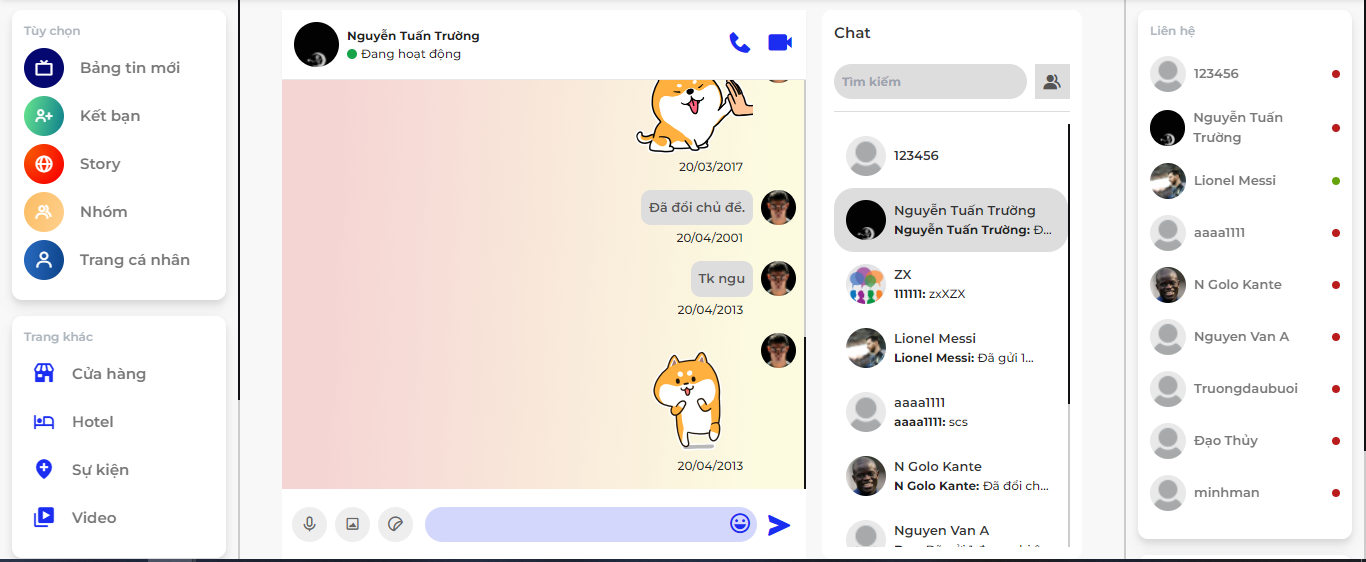 Tùy chọn
Bảng tin mới
Kết bạn
Story
Nhóm
Trang cá nhân
Trang khác
Cửa hàng
Hotel
Sự kiện
Video
Nguyễn Tuấn Trường
Đang hoạt động
20/03/2017
Đã đổi chủ đề.
20/04/2001
Tk ngu
20/04/2013
20/04/2013
Chat
Tìm kiếm
123456
Nguyễn Tuấn Trường
Nguyễn Tuấn Trường: Đ...
ZX
111111: zxXZX
Lionel Messi
Lionel Messi: Đã gửi 1...
aaaa1111
aaaa1111: scs
N Golo Kante
N Golo Kante: Đã đổi ch...
Nguyen Van A
Liên hệ
123456
Nguyễn Tuấn
Trường
Lionel Messi
aaaa1111
N Golo Kante
Nguyen Van A
Truongdaubuoi
Đạo Thủy
minhman